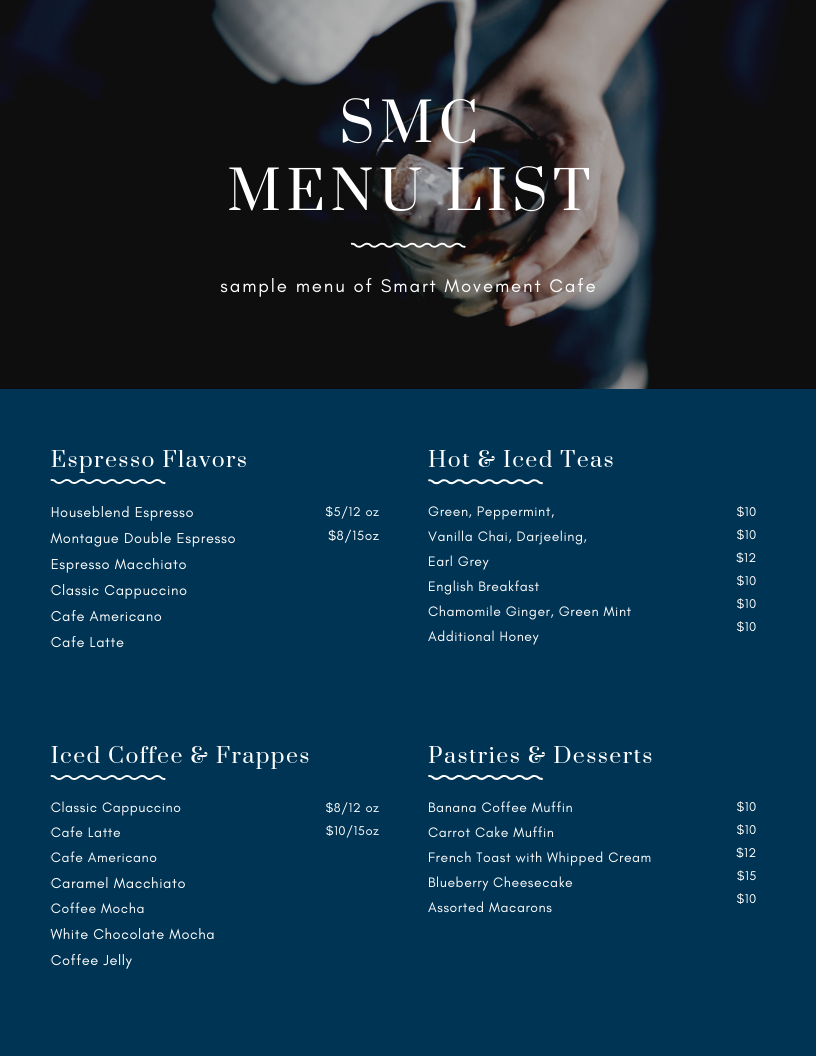 SMC
MENU LIST
sample menu of Smart Movement Cafe
Espresso Flavors
Houseblend Espresso $5/12 oz
Montague Double Espresso $8/15oz
Espresso Macchiato
Classic Cappuccino
Cafe Americano
Cafe Latte
Hot & Iced Teas
Green, Peppermint, $10
Vanilla Chai, Darjeeling, $10
Earl Grey $12
English Breakfast $10
Chamomile Ginger, Green Mint $10
Additional Honey $10
Iced Coffee & Frappes
Classic Cappuccino $8/12 oz
Cafe Latte $10/15oz
Cafe Americano
Caramel Macchiato
Coffee Mocha
White Chocolate Mocha
Coffee Jelly
Pastries & Desserts
Banana Coffee Muffin $10
Carrot Cake Muffin $10
French Toast with Whipped Cream $12
Blueberry Cheesecake $15
Assorted Macarons $10